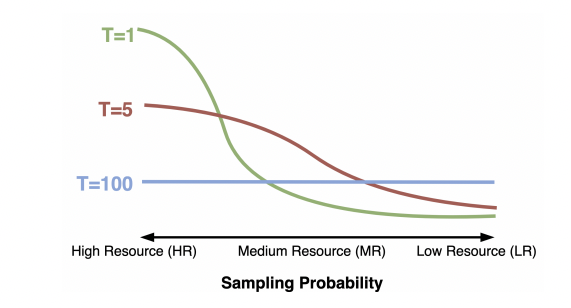 T=1
T=5
T=100
High Resource (HR) Medium Resource (MR) Low Resource (LR)
Sampling Probability